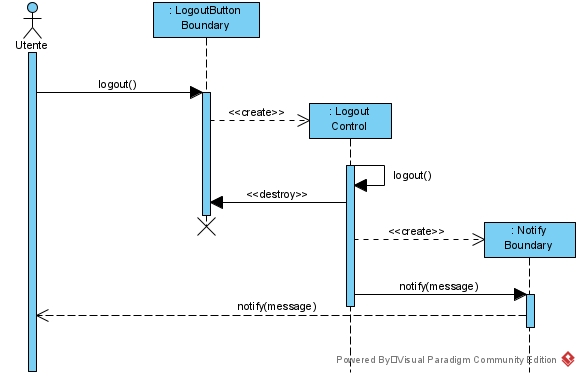 : LogoutButton
Boundary
Utente
logout()
<<create>>
: Logout
Control
logout()
<<destroy>>
<<create>>
: Notify
Boundary
notify(message)
notify(message)
Powered By Visual Paradigm Community Edition